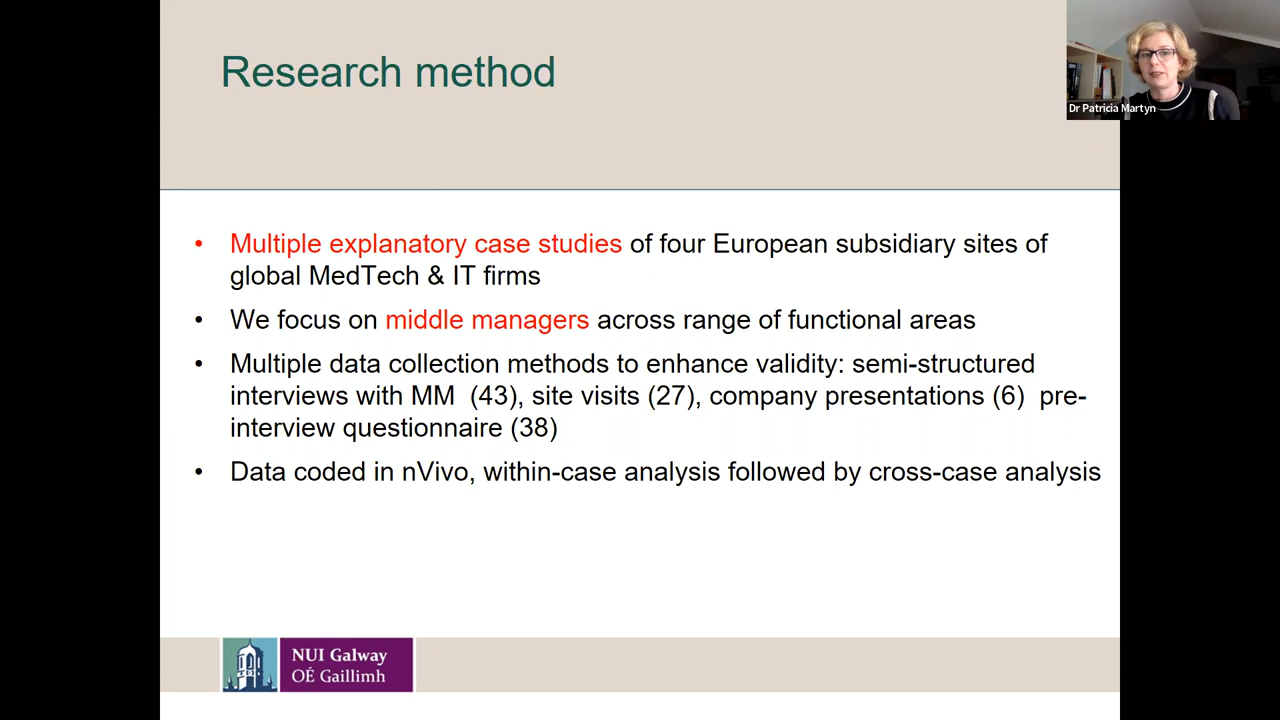 Research method
Dr Patricia Martyn
• Multiple explanatory case studies of four European subsidiary sites of
global MedTech & IT firms
• We focus on middle managers across range of functional areas
• Multiple data collection methods to enhance validity: semi-structured
interviews with MM  (43), site visits (27), company presentations (6)  pre-
interview questionnaire (38)
• Data coded in nVivo, within-case analysis followed by cross-case analysis
NUI Galway
OÉ Gaillimh